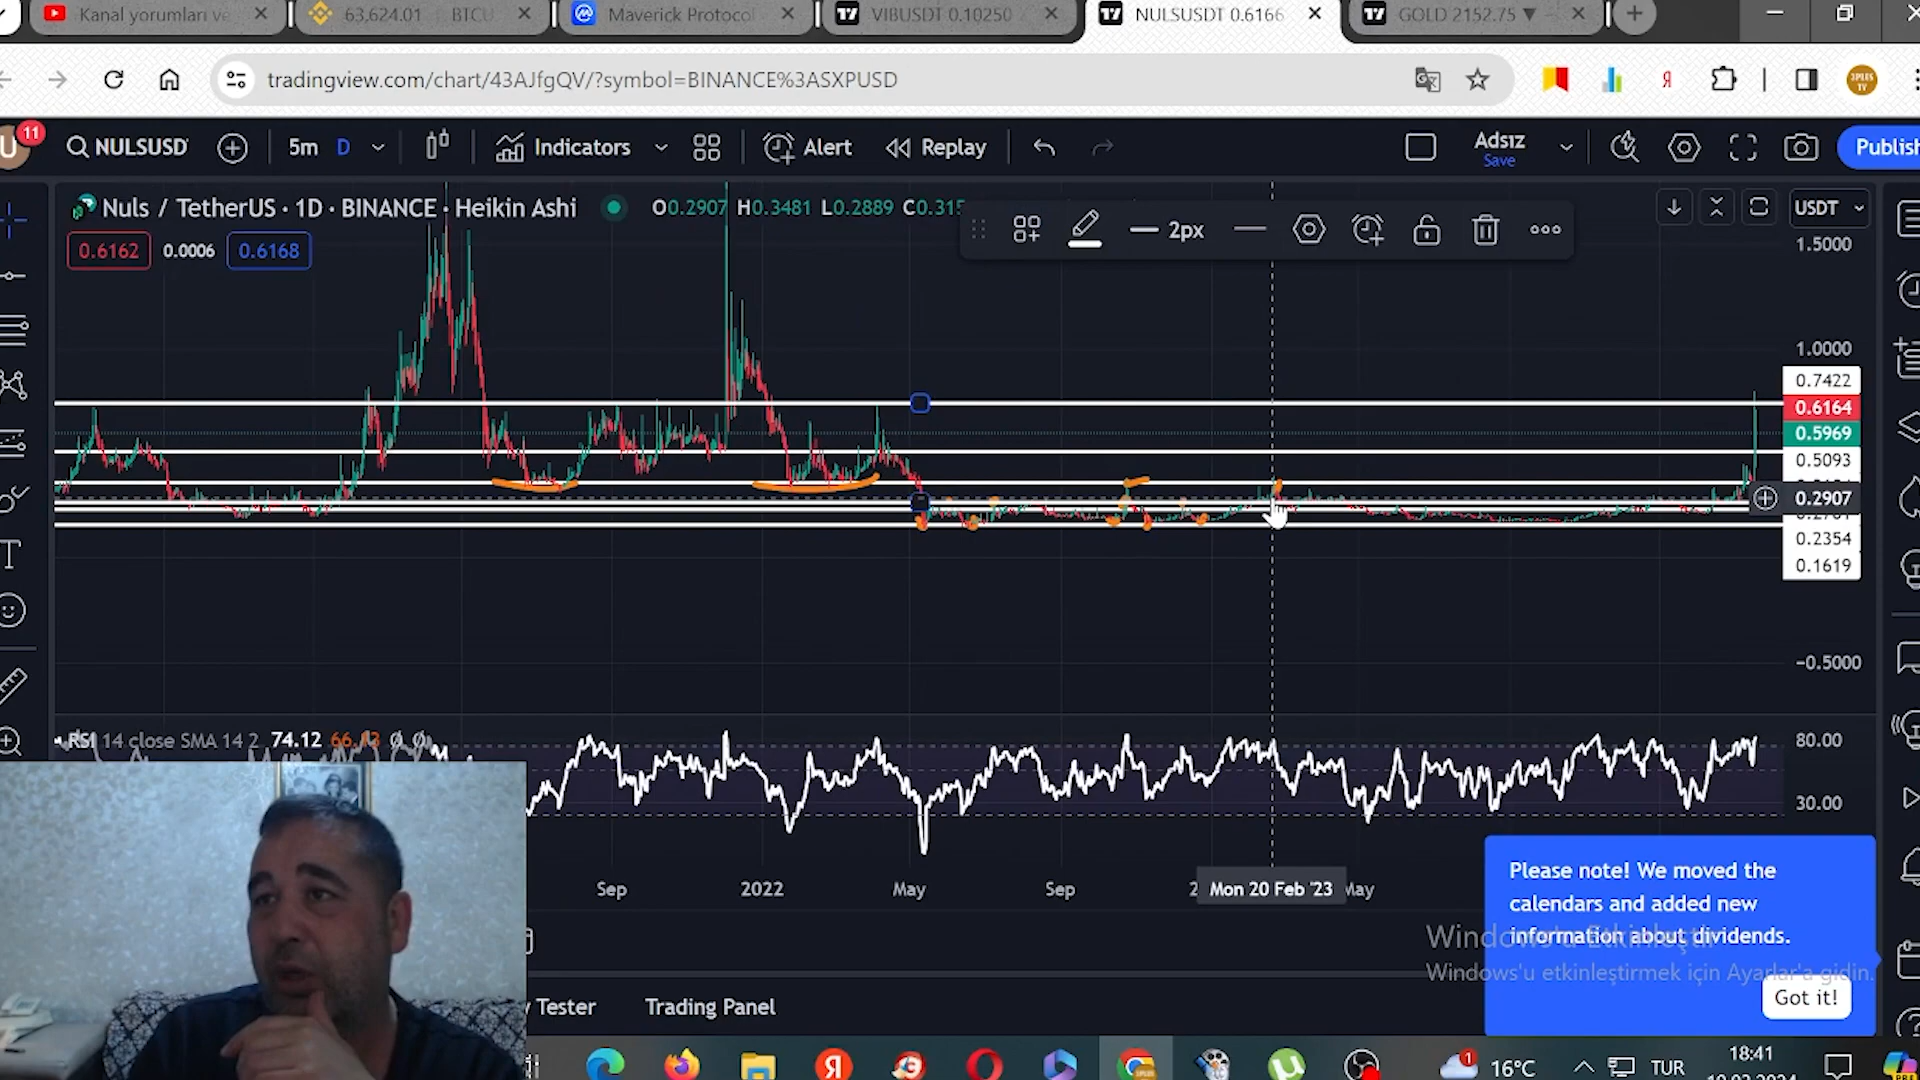 Kanal yorumları ve
63,624.01 BTCU
Maverick Protocol
VIBUSDT 0.10250
NULSUSDT 0.6166
GOLD 2152.75 ▼
tradingview.com/chart/43AJfgQV/?symbol=BINANCE%3ASXPUSD
U 11
NULSUSD
5m D
Indicators
Alert
Replay
Adsız
Save
Publish
Nuls / TetherUS · 1D · BINANCE · Heikin Ashi
O0.2907 H0.3481 L0.2889 C0.315
2px
USDT
0.6162 0.0006 0.6168
1.5000
1.0000
0.7422
0.6164
0.5969
0.5093
0.2907
0.2354
0.1619
−0.5000
RSI 14 close SMA 14 2 74.12
80.00
30.00
Sep 2022 May Sep Mon 20 Feb '23 May
Please note! We moved the
calendars and added new
information about dividends.
Windows'u Etkinleştir
Windows'u etkinleştirmek için Ayarlar'a gidin.
Got it!
Tester
Trading Panel
1 16°C
TUR
18:41